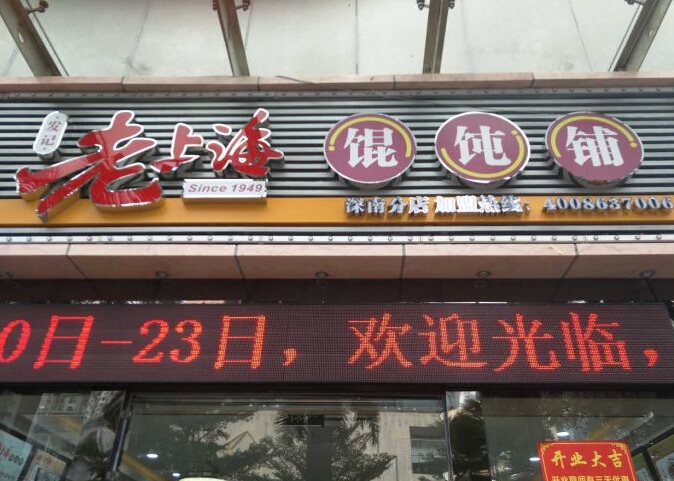 发记
老上海
Since 1949
馄饨铺
深南分店 加盟热线: 4008637006
0日-23日，欢迎光临，
开业大吉